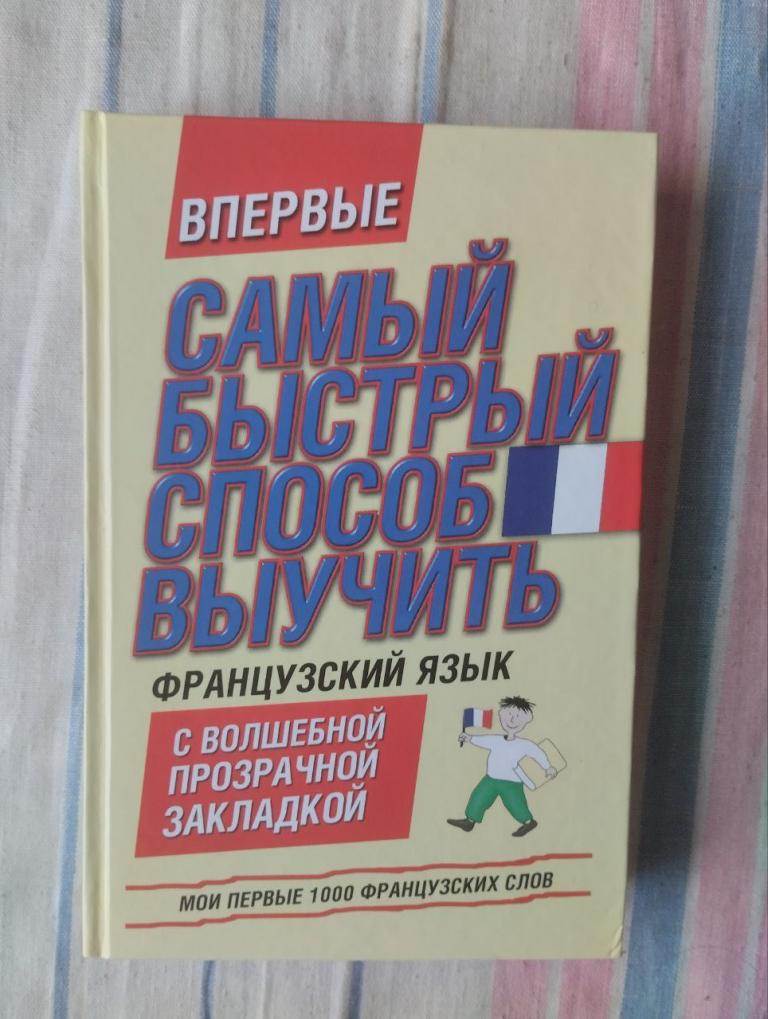 ВПЕРВЫЕ
САМЫЙ
БЫСТРЫЙ
СПОСОБ
ВЫУЧИТЬ
ФРАНЦУЗСКИЙ ЯЗЫК
С ВОЛШЕБНОЙ
ПРОЗРАЧНОЙ
ЗАКЛАДКОЙ
МОИ ПЕРВЫЕ 1000 ФРАНЦУЗСКИХ СЛОВ